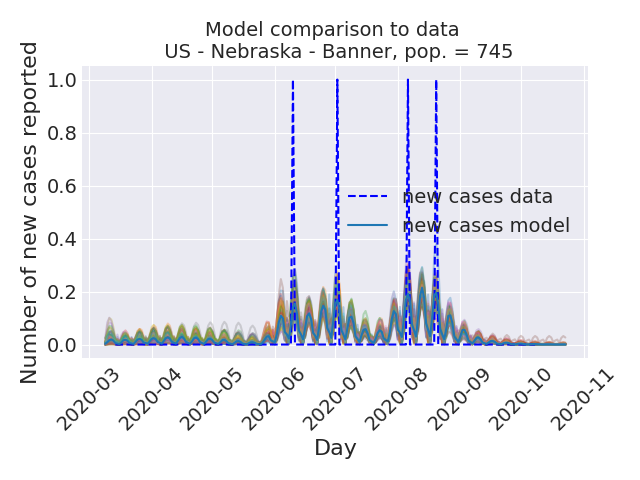 Model comparison to data
US - Nebraska - Banner, pop. = 745
Number of new cases reported
1.0
0.8
0.6
0.4
0.2
0.0
new cases data
new cases model
2020-03
2020-04
2020-05
2020-06
2020-07
2020-08
2020-09
2020-10
2020-11
Day